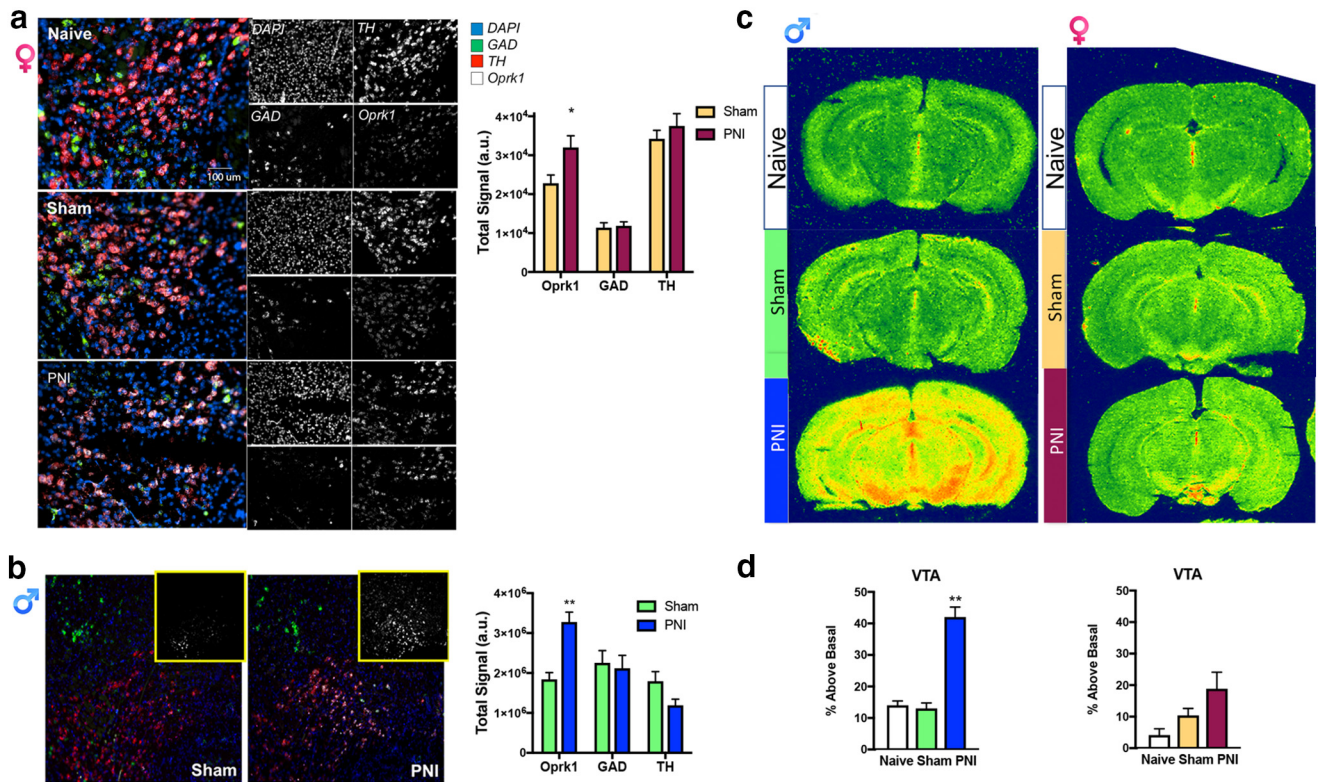 a
♀
Naive
100 um
Sham
PNI
DAPI
TH
GAD
Oprk1
DAPI
GAD
TH
Oprk1
Total Signal (a.u.)
4×10⁴
3×10⁴
2×10⁴
1×10⁴
0
*
Sham
PNI
Oprk1 GAD TH
b
♂
Sham
PNI
Total Signal (a.u.)
4×10⁶
3×10⁶
2×10⁶
1×10⁶
0
**
Sham
PNI
Oprk1 GAD TH
c
♂
Naive
Sham
PNI
♀
Naive
Sham
PNI
d
VTA
% Above Basal
50
40
30
20
10
0
**
Naive Sham PNI
VTA
% Above Basal
50
40
30
20
10
0
Naive Sham PNI